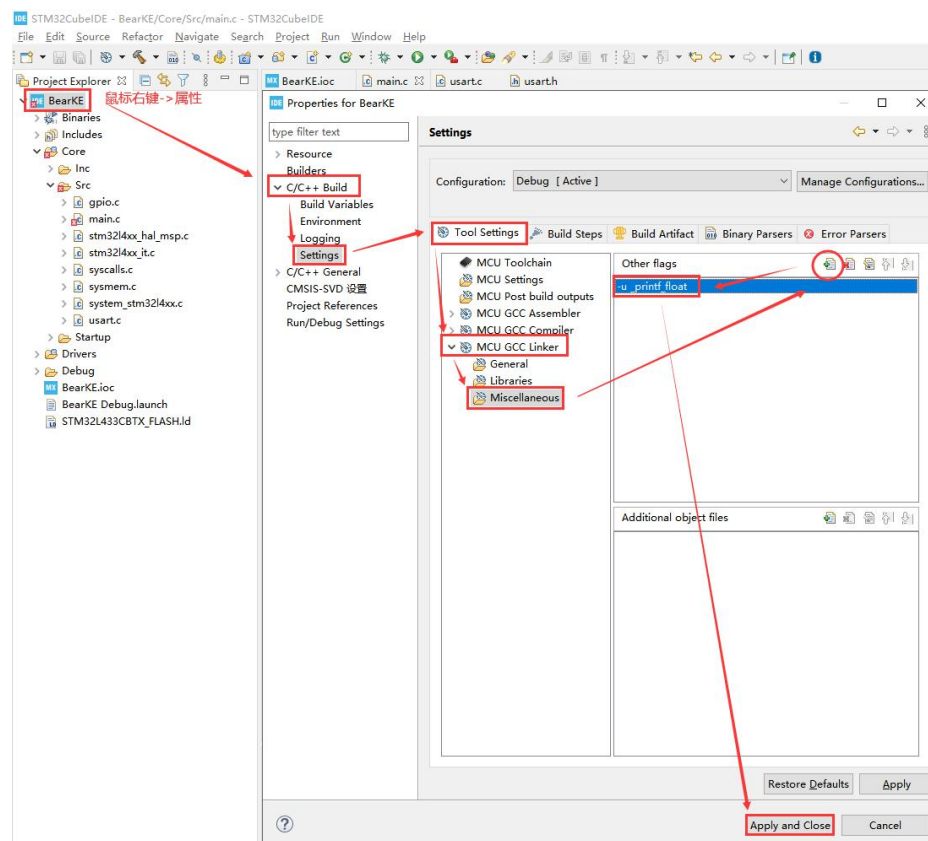 IDE STM32CubeIDE - BearKE/Core/Src/main.c - STM32CubeIDE
File Edit Source Refactor Navigate Search Project Run Window Help
Project Explorer
MX BearKE.ioc
main.c
usart.c
usart.h
BearKE
鼠标右键->属性
Binaries
Includes
Core
Inc
Src
gpio.c
main.c
stm32l4xx_hal_msp.c
stm32l4xx_it.c
syscalls.c
sysmem.c
system_stm32l4xx.c
usart.c
Startup
Drivers
Debug
MX BearKE.ioc
BearKE Debug.launch
STM32L433CBTX_FLASH.ld
IDE Properties for BearKE
type filter text
Resource
Builders
C/C++ Build
Build Variables
Environment
Logging
Settings
C/C++ General
CMSIS-SVD 设置
Project References
Run/Debug Settings
Settings
Configuration: Debug [ Active ]
Manage Configurations...
Tool Settings
Build Steps
Build Artifact
Binary Parsers
Error Parsers
MCU Toolchain
MCU Settings
MCU Post build outputs
MCU GCC Assembler
MCU GCC Compiler
MCU GCC Linker
General
Libraries
Miscellaneous
Other flags
-u _printf_float
Additional object files
Restore Defaults
Apply
Apply and Close
Cancel